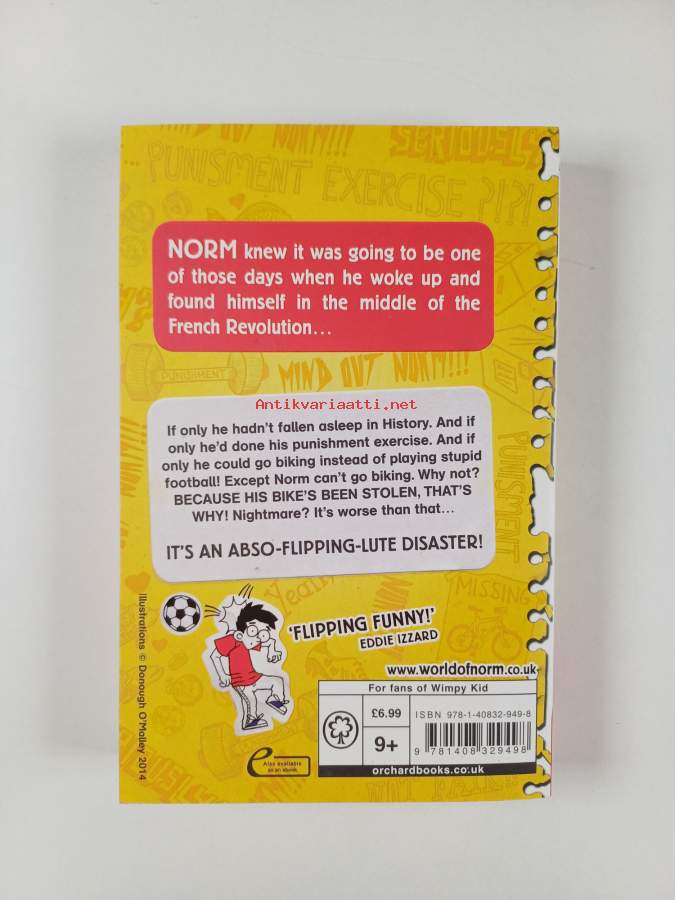 MIND OUT NORM!!!
SERIOUSLY
PUNISMENT EXERCISE ?!?!
NORM knew it was going to be one
of those days when he woke up and
found himself in the middle of the
French Revolution...
PUNISHMENT
MIND OUT NORM!!!
Antikvariaatti.net
If only he hadn't fallen asleep in History. And if
only he'd done his punishment exercise. And if
only he could go biking instead of playing stupid
football! Except Norm can't go biking. Why not?
BECAUSE HIS BIKE'S BEEN STOLEN, THAT'S
WHY! Nightmare? It's worse than that...
IT'S AN ABSO-FLIPPING-LUTE DISASTER!
PUNISMENT
MISSING
Yeah
'FLIPPING FUNNY!'
EDDIE IZZARD
www.worldofnorm.co.uk
For fans of Wimpy Kid
£6.99
9+
ISBN 978-1-40832-949-8
9 781408 329498
orchardbooks.co.uk
e
Also available
as an ebook
Illustrations © Donough O'Malley 2014